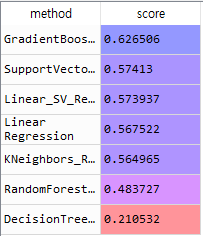 method score
GradientBoos… 0.626506
SupportVecto… 0.57413
Linear_SV_Re… 0.573937
Linear
Regression 0.567522
KNeighbors_R… 0.564965
RandomForest… 0.483727
DecisionTree… 0.210532